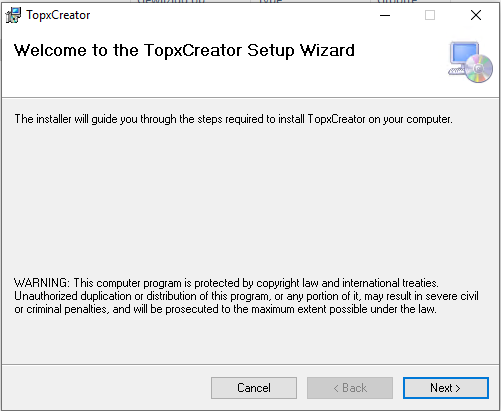 TopxCreator
Welcome to the TopxCreator Setup Wizard
The installer will guide you through the steps required to install TopxCreator on your computer.
WARNING: This computer program is protected by copyright law and international treaties.
Unauthorized duplication or distribution of this program, or any portion of it, may result in severe civil
or criminal penalties, and will be prosecuted to the maximum extent possible under the law.
Cancel
< Back
Next >